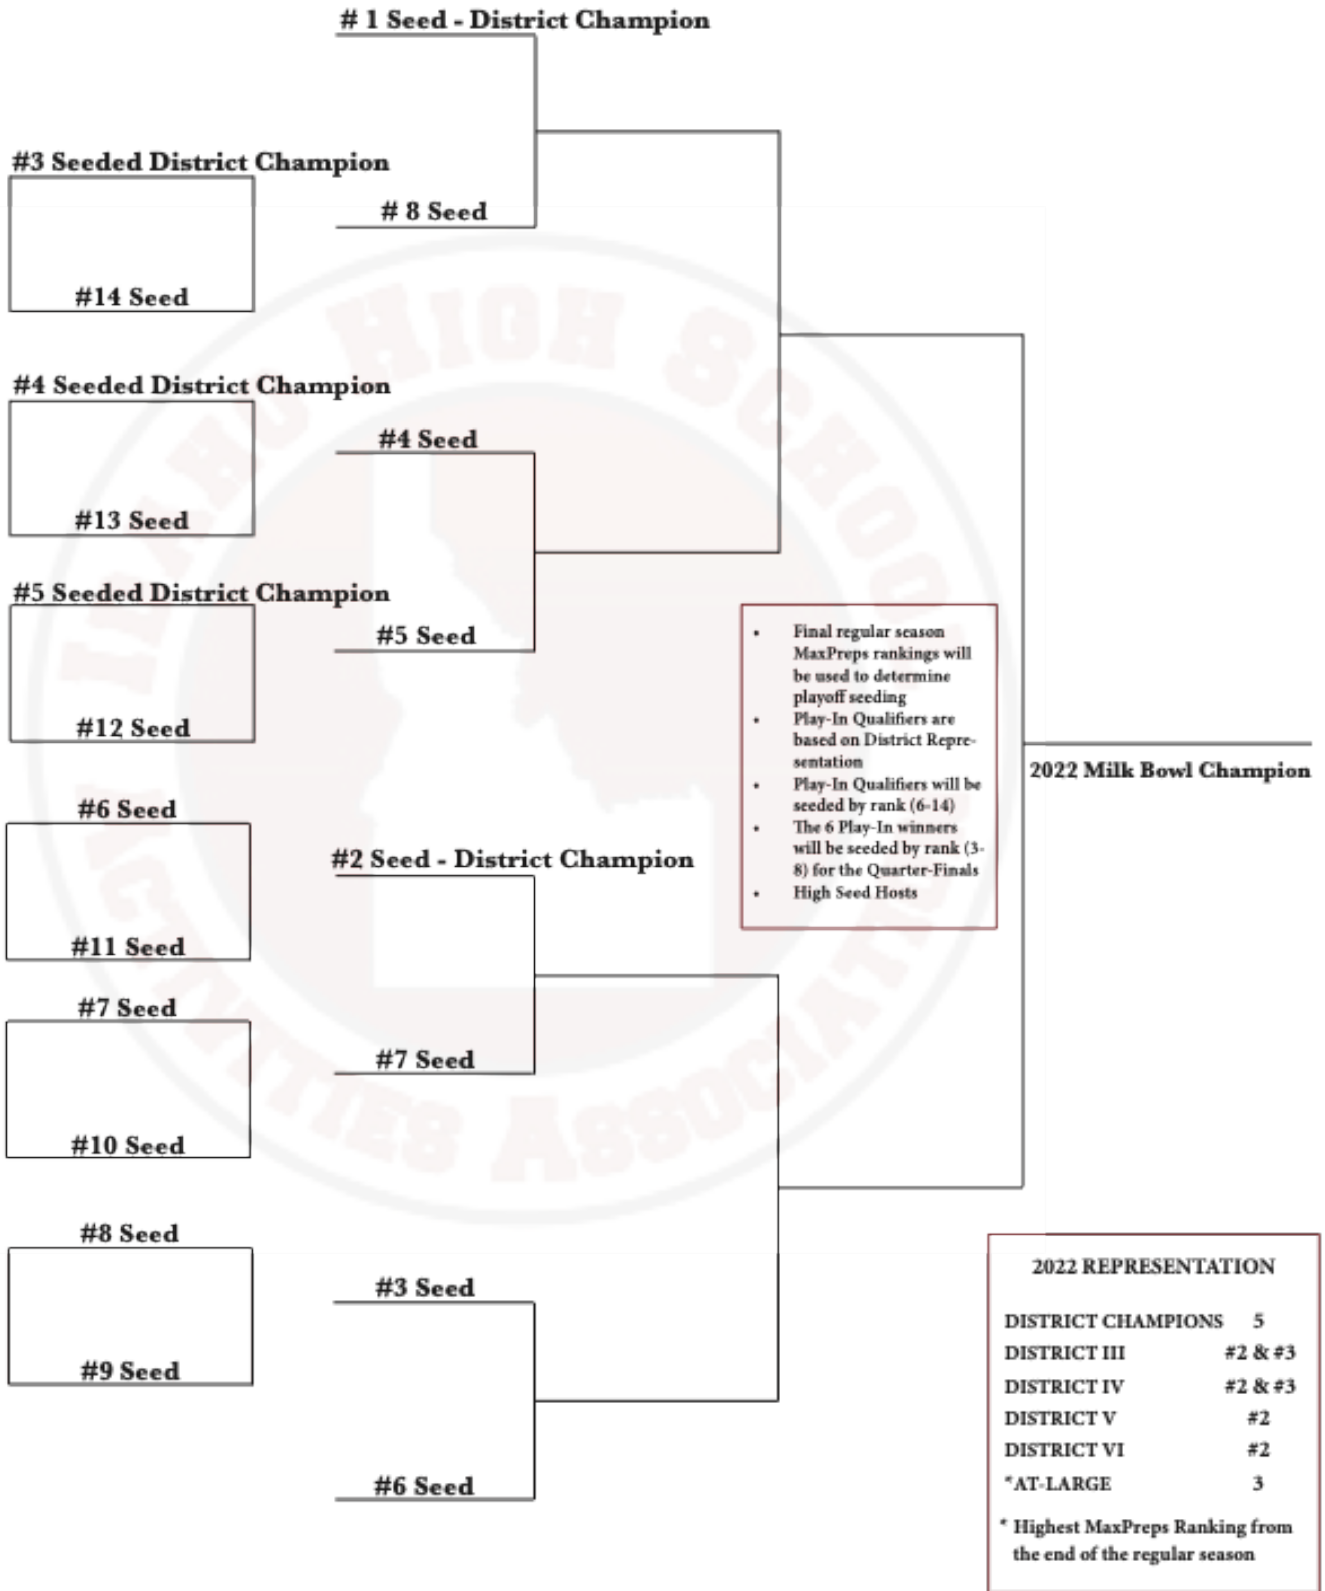 # 1 Seed - District Champion
#3 Seeded District Champion
# 8 Seed
#14 Seed
#4 Seeded District Champion
#4 Seed
#13 Seed
#5 Seeded District Champion
#5 Seed
#12 Seed
#6 Seed
#11 Seed
#2 Seed - District Champion
#7 Seed
#7 Seed
#10 Seed
#8 Seed
#9 Seed
#3 Seed
#6 Seed
• Final regular season
MaxPreps rankings will
be used to determine
playoff seeding
• Play-In Qualifiers are
based on District Repre-
sentation
• Play-In Qualifiers will be
seeded by rank (6-14)
• The 6 Play-In winners
will be seeded by rank (3-
8) for the Quarter-Finals
• High Seed Hosts
2022 Milk Bowl Champion
2022 REPRESENTATION
DISTRICT CHAMPIONS 5
DISTRICT III #2 & #3
DISTRICT IV #2 & #3
DISTRICT V #2
DISTRICT VI #2
*AT-LARGE 3
* Highest MaxPreps Ranking from
the end of the regular season
IDAHO HIGH SCHOOL
ACTIVITIES ASSOCIATION